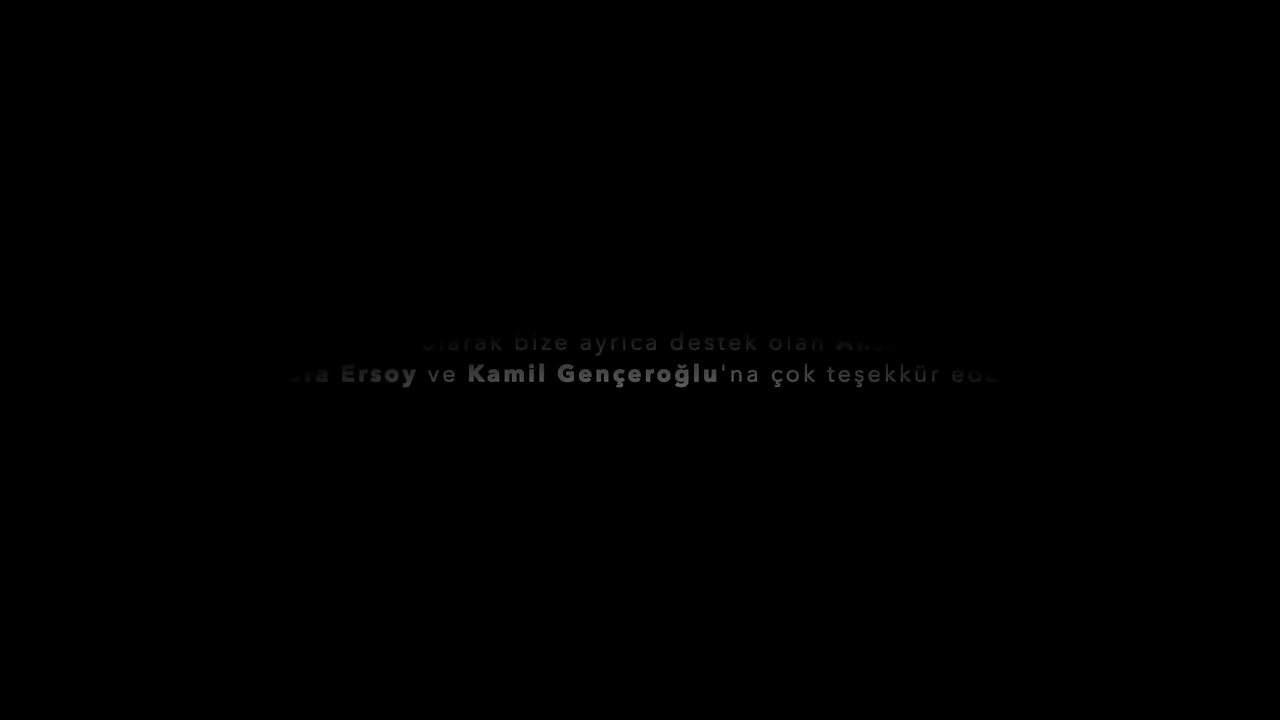 olarak bize ayrıca destek olan
Ersoy ve Kamil Gençeroğlu'na çok teşekkür